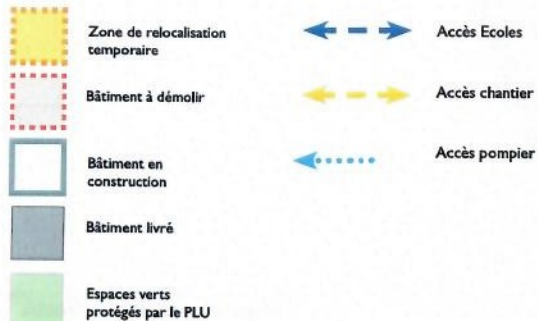 Zone de relocalisation
temporaire
Bâtiment à démolir
Bâtiment en
construction
Bâtiment livré
Espaces verts
protégés par le PLU
Accès Ecoles
Accès chantier
Accès pompier